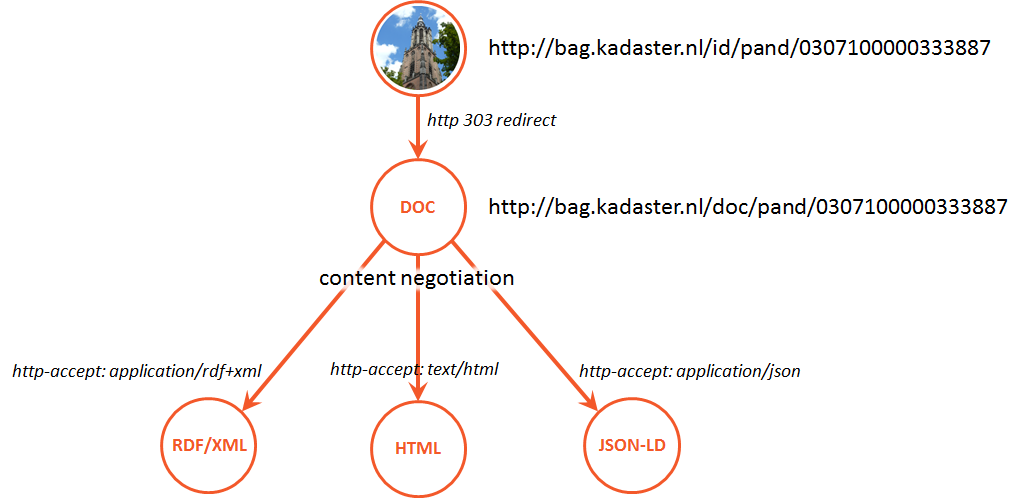 http://bag.kadaster.nl/id/pand/0307100000333887
http 303 redirect
DOC
http://bag.kadaster.nl/doc/pand/0307100000333887
content negotiation
http-accept: application/rdf+xml
http-accept: text/html
http-accept: application/json
RDF/XML
HTML
JSON-LD